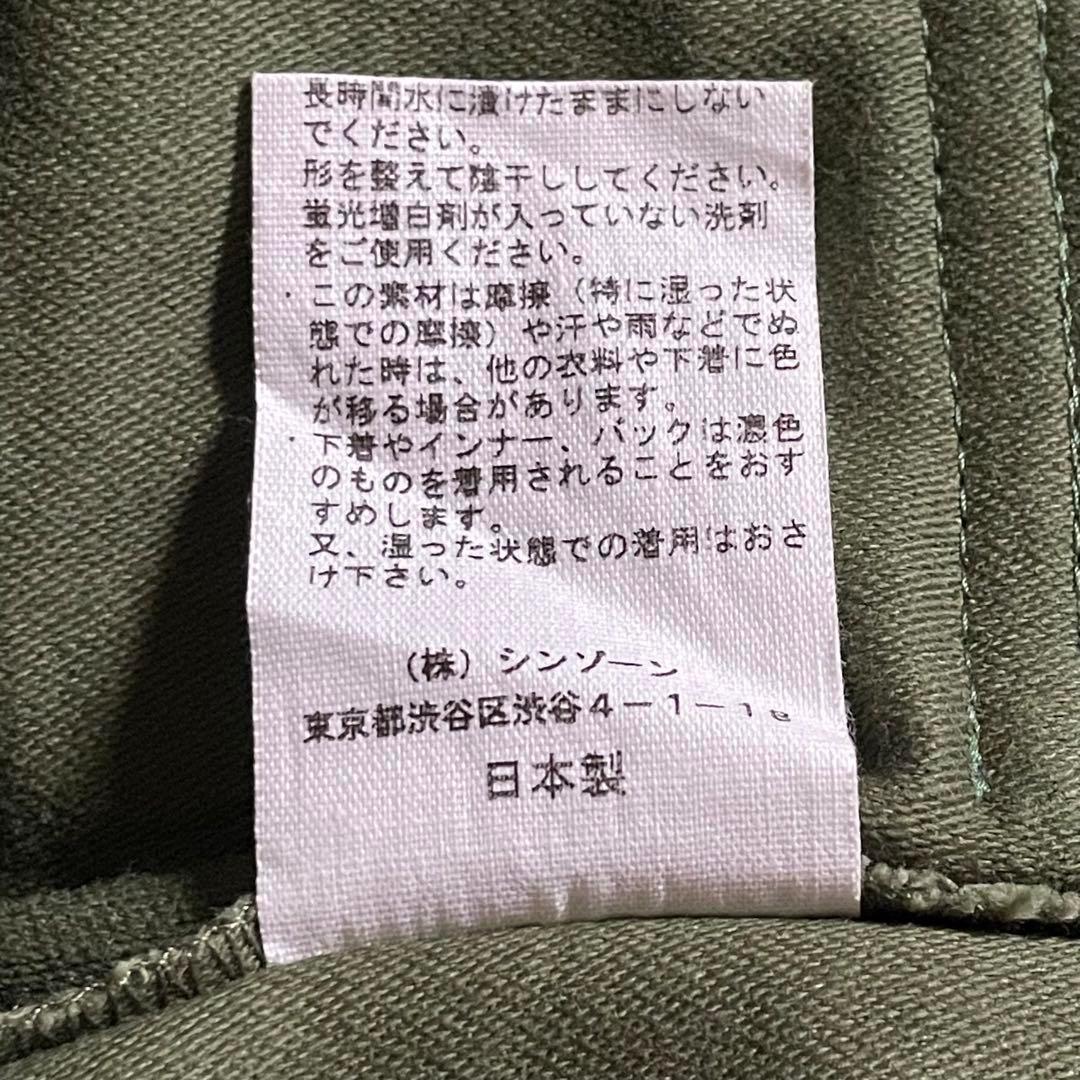 長時間水に漬けたままにしない
でください。
形を整えて陰干ししてください。
蛍光増白剤が入っていない洗剤
をご使用ください。
・この素材は摩擦（特に湿った状
態での摩擦）や汗や雨などでぬ
れた時は、他の衣料や下着に色
が移る場合があります。
・下着やインナー、バックは濃色
のものを着用されることをおす
すめします。
又、湿った状態での着用はおさ
け下さい。
（株）シンゾーン
東京都渋谷区渋谷4－1－
日本製